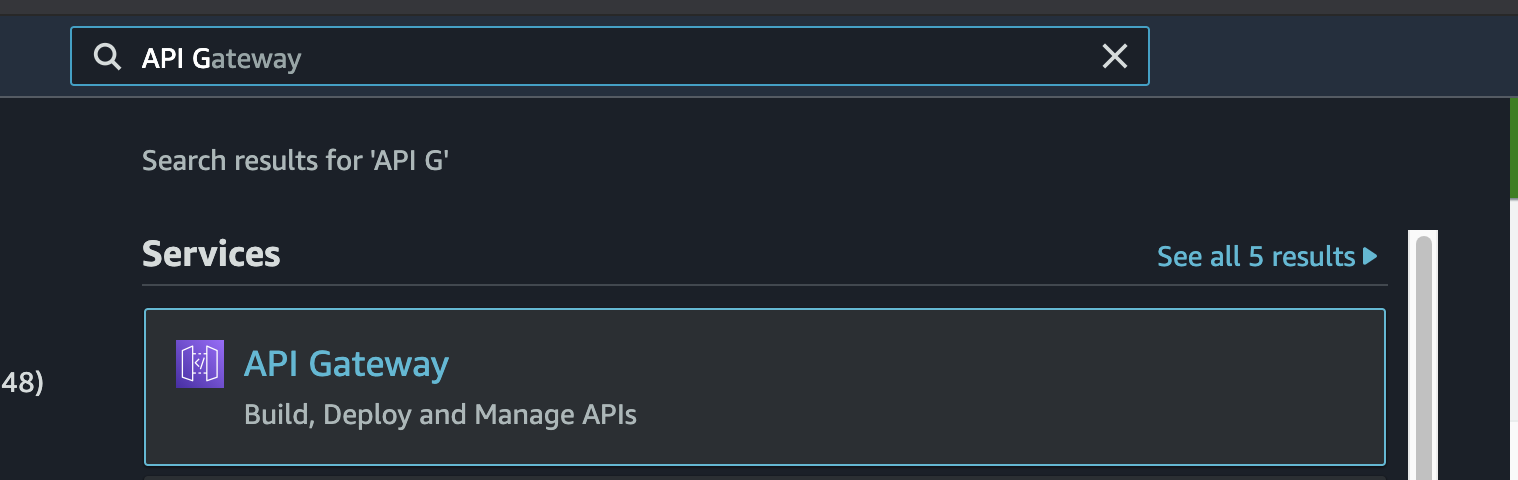 API Gateway
Search results for 'API G'
Services
See all 5 results
API Gateway
48)
Build, Deploy and Manage APIs